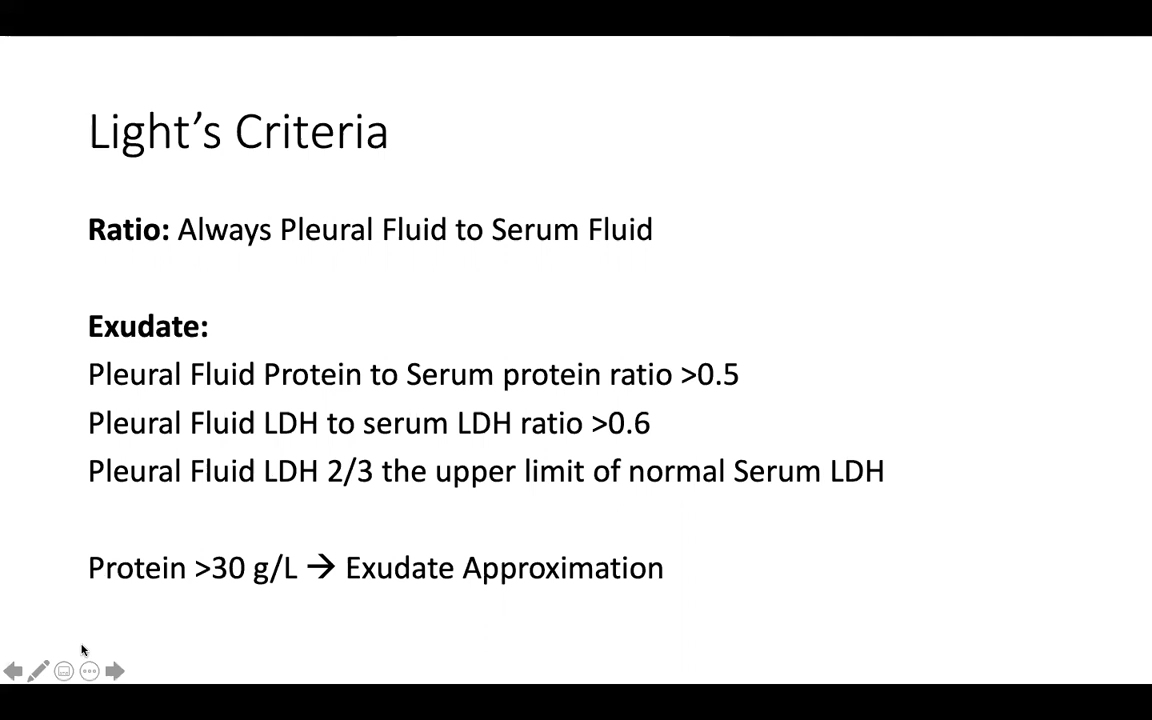 Light’s Criteria
Ratio: Always Pleural Fluid to Serum Fluid
Exudate:
Pleural Fluid Protein to Serum protein ratio >0.5
Pleural Fluid LDH to serum LDH ratio >0.6
Pleural Fluid LDH 2/3 the upper limit of normal Serum LDH
Protein >30 g/L → Exudate Approximation